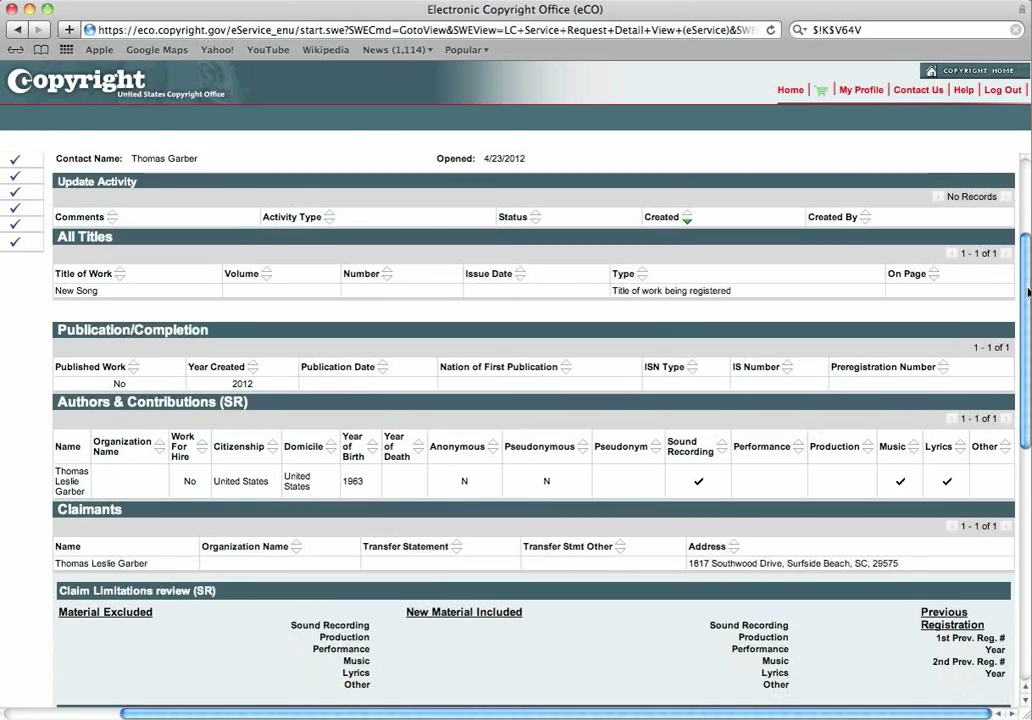 Electronic Copyright Office (eCO)
https://eco.copyright.gov/eService_enu/start.swe?SWECmd=GotoView&SWEView=LC+Service+Request+Detail+View+(eService)&SWEBMC $!K$V64V
Apple Google Maps Yahoo! YouTube Wikipedia News (1,114) Popular
COPYRIGHT HOME
Copyright
United States Copyright Office
Home | My Profile | Contact Us | Help | Log Out |
Contact Name: Thomas Garber Opened: 4/23/2012
Update Activity
No Records
Comments Activity Type Status Created Created By
All Titles
1 - 1 of 1
Title of Work Volume Number Issue Date Type On Page
New Song Title of work being registered
Publication/Completion
1 - 1 of 1
Published Work Year Created Publication Date Nation of First Publication ISN Type IS Number Preregistration Number
No 2012
Authors & Contributions (SR)
1 - 1 of 1
Name Organization Name Work For Hire Citizenship Domicile Year of Birth Year of Death Anonymous Pseudonymous Pseudonym Sound Recording Performance Production Music Lyrics Other
Thomas Leslie Garber No United States United States 1963 N N ✓ ✓ ✓
Claimants
1 - 1 of 1
Name Organization Name Transfer Statement Transfer Stmt Other Address
Thomas Leslie Garber 1817 Southwood Drive, Surfside Beach, SC, 29575
Claim Limitations review (SR)
Material Excluded New Material Included Previous Registration
Sound Recording Sound Recording
Production Production 1st Prev. Reg. #
Performance Performance Year
Music Music 2nd Prev. Reg. #
Lyrics Lyrics Year
Other Other